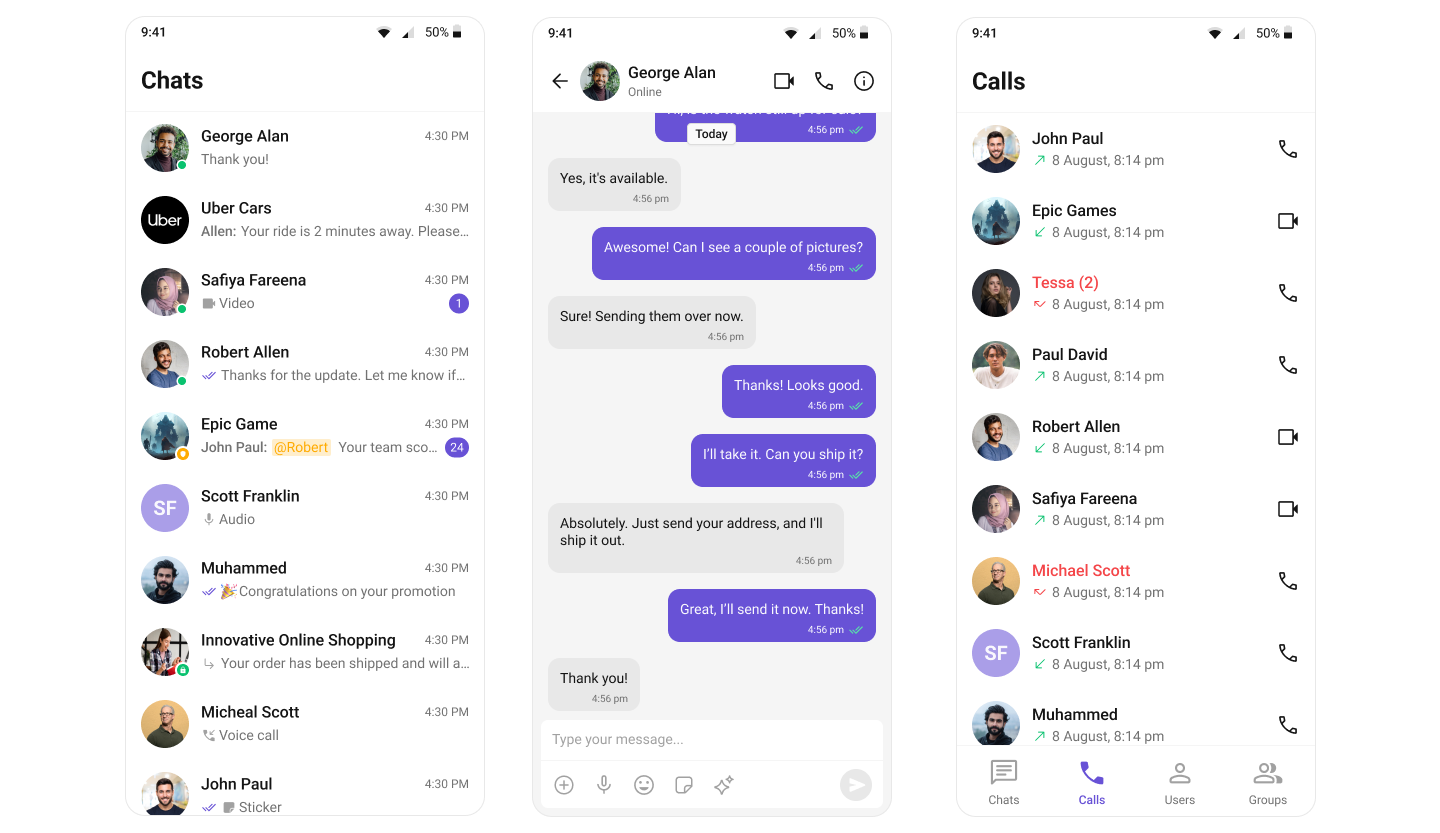 9:41
50%
Chats
George Alan
4:30 PM
Thank you!
Uber
Uber Cars
4:30 PM
Allen: Your ride is 2 minutes away. Please…
Safiya Fareena
4:30 PM
Video
1
Robert Allen
4:30 PM
Thanks for the update. Let me know if…
Epic Game
4:30 PM
John Paul: @Robert Your team sco…
24
SF
Scott Franklin
4:30 PM
Audio
Muhammed
4:30 PM
🎉Congratulations on your promotion
Innovative Online Shopping
4:30 PM
Your order has been shipped and will a…
Micheal Scott
4:30 PM
Voice call
John Paul
4:30 PM
Sticker
9:41
50%
George Alan
Online
4:56 pm
Today
Yes, it's available.
4:56 pm
Awesome! Can I see a couple of pictures?
4:56 pm
Sure! Sending them over now.
4:56 pm
Thanks! Looks good.
4:56 pm
I'll take it. Can you ship it?
4:56 pm
Absolutely. Just send your address, and I'll
ship it out.
4:56 pm
Great, I'll send it now. Thanks!
4:56 pm
Thank you!
4:56 pm
Type your message...
9:41
50%
Calls
John Paul
8 August, 8:14 pm
Epic Games
8 August, 8:14 pm
Tessa (2)
8 August, 8:14 pm
Paul David
8 August, 8:14 pm
Robert Allen
8 August, 8:14 pm
Safiya Fareena
8 August, 8:14 pm
Michael Scott
8 August, 8:14 pm
SF
Scott Franklin
8 August, 8:14 pm
Muhammed
8 August, 8:14 pm
Chats
Calls
Users
Groups